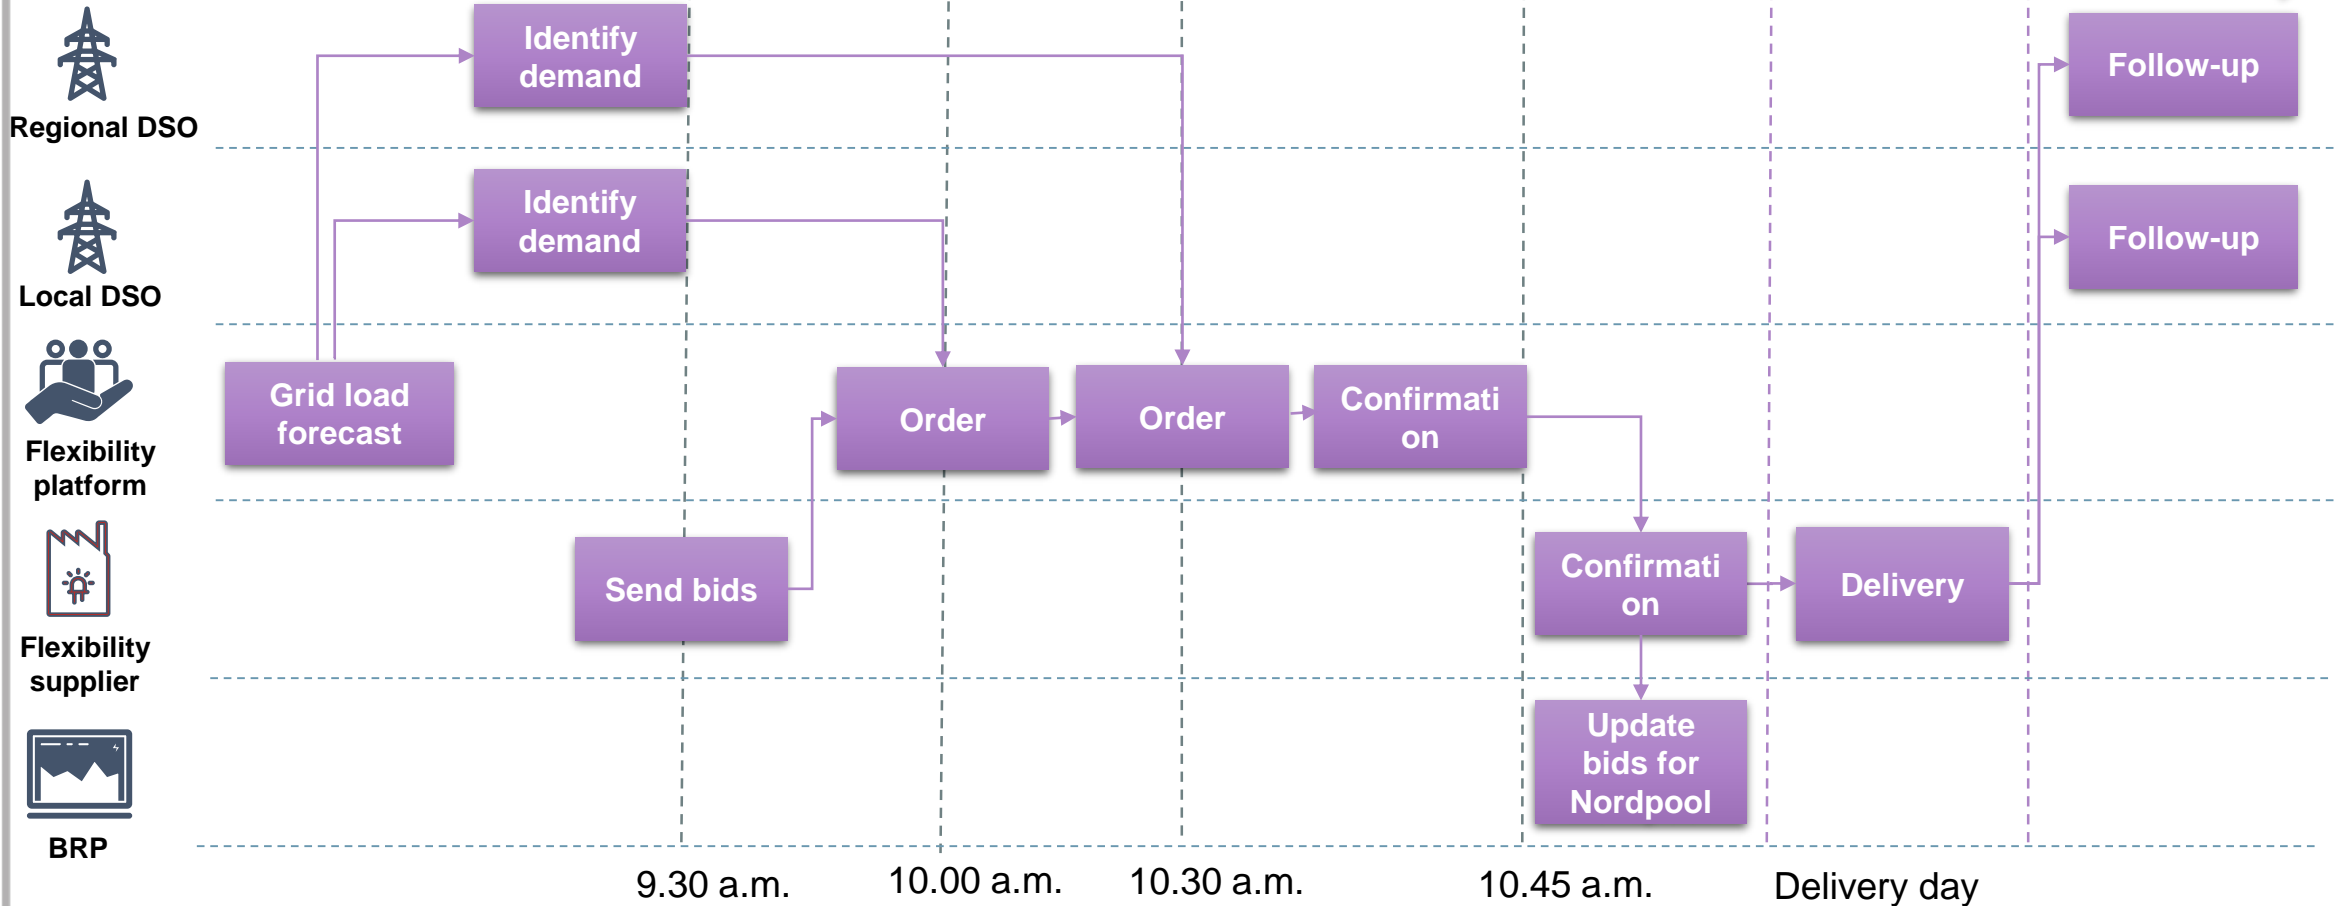 Identify
demand
Follow-up
Regional DSO
Identify
demand
Follow-up
Local DSO
Grid load
forecast
Order
Order
Confirmati
on
Flexibility
platform
Send bids
Confirmati
on
Delivery
Flexibility
supplier
Update
bids for
Nordpool
BRP
9.30 a.m.
10.00 a.m.
10.30 a.m.
10.45 a.m.
Delivery day